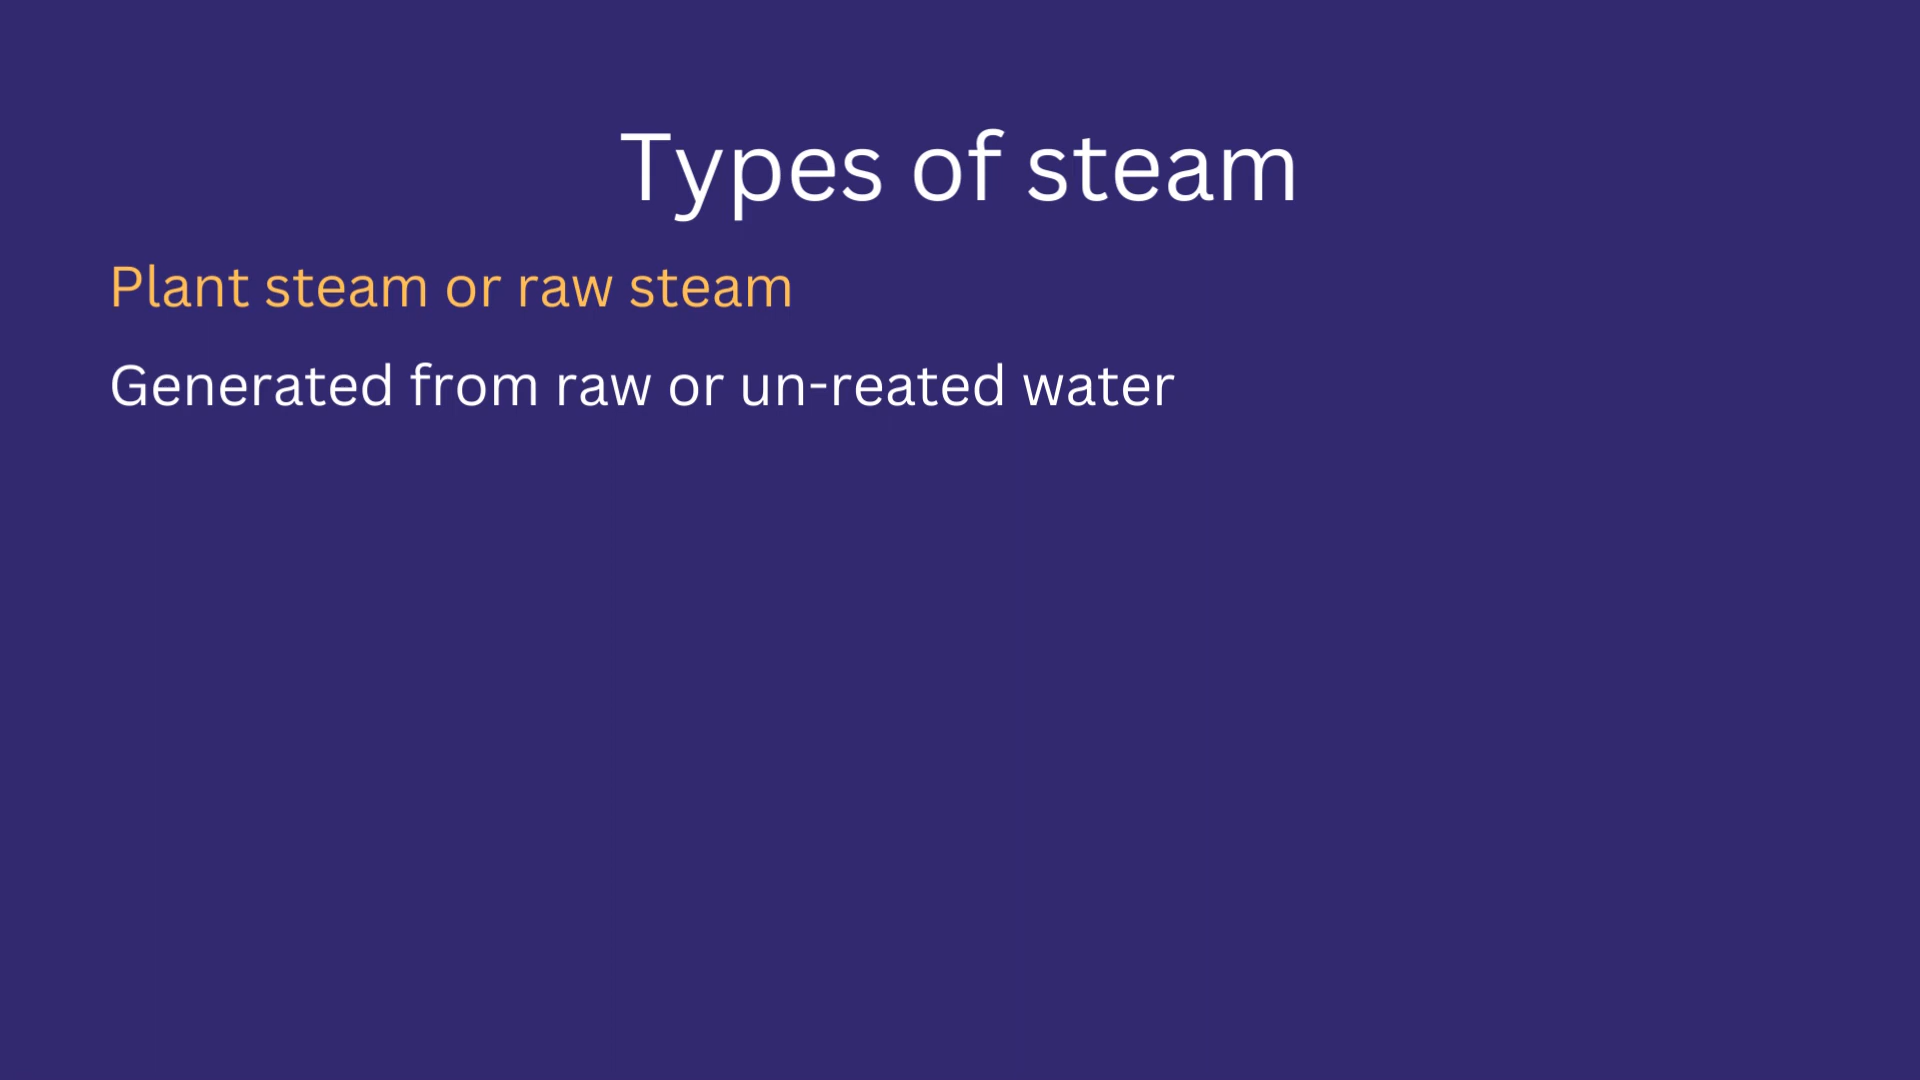 Types of steam
Plant steam or raw steam
Generated from raw or un-reated water